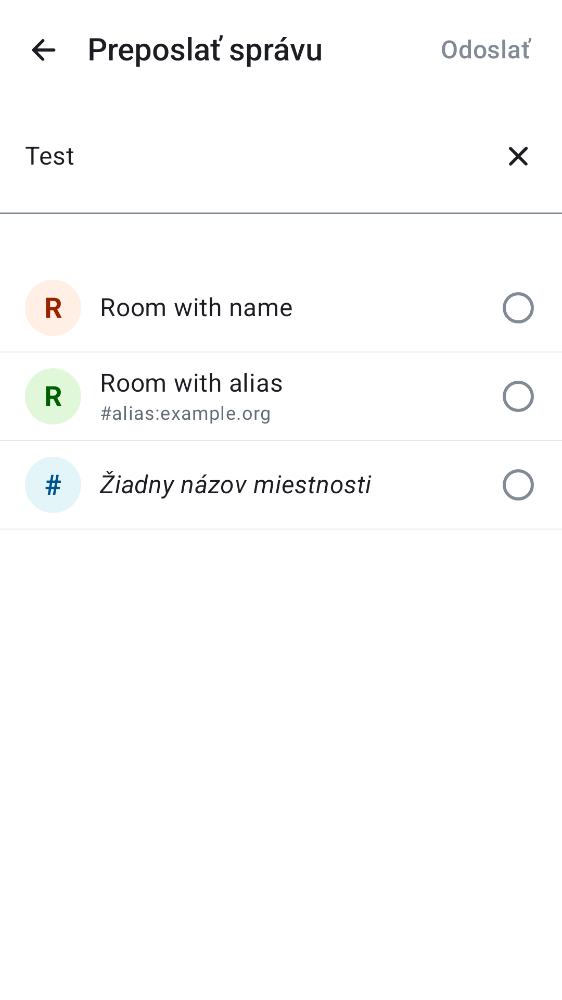 Preposlať správu
Odoslať
Test
R
Room with name
R
Room with alias
#alias:example.org
#
Žiadny názov miestnosti